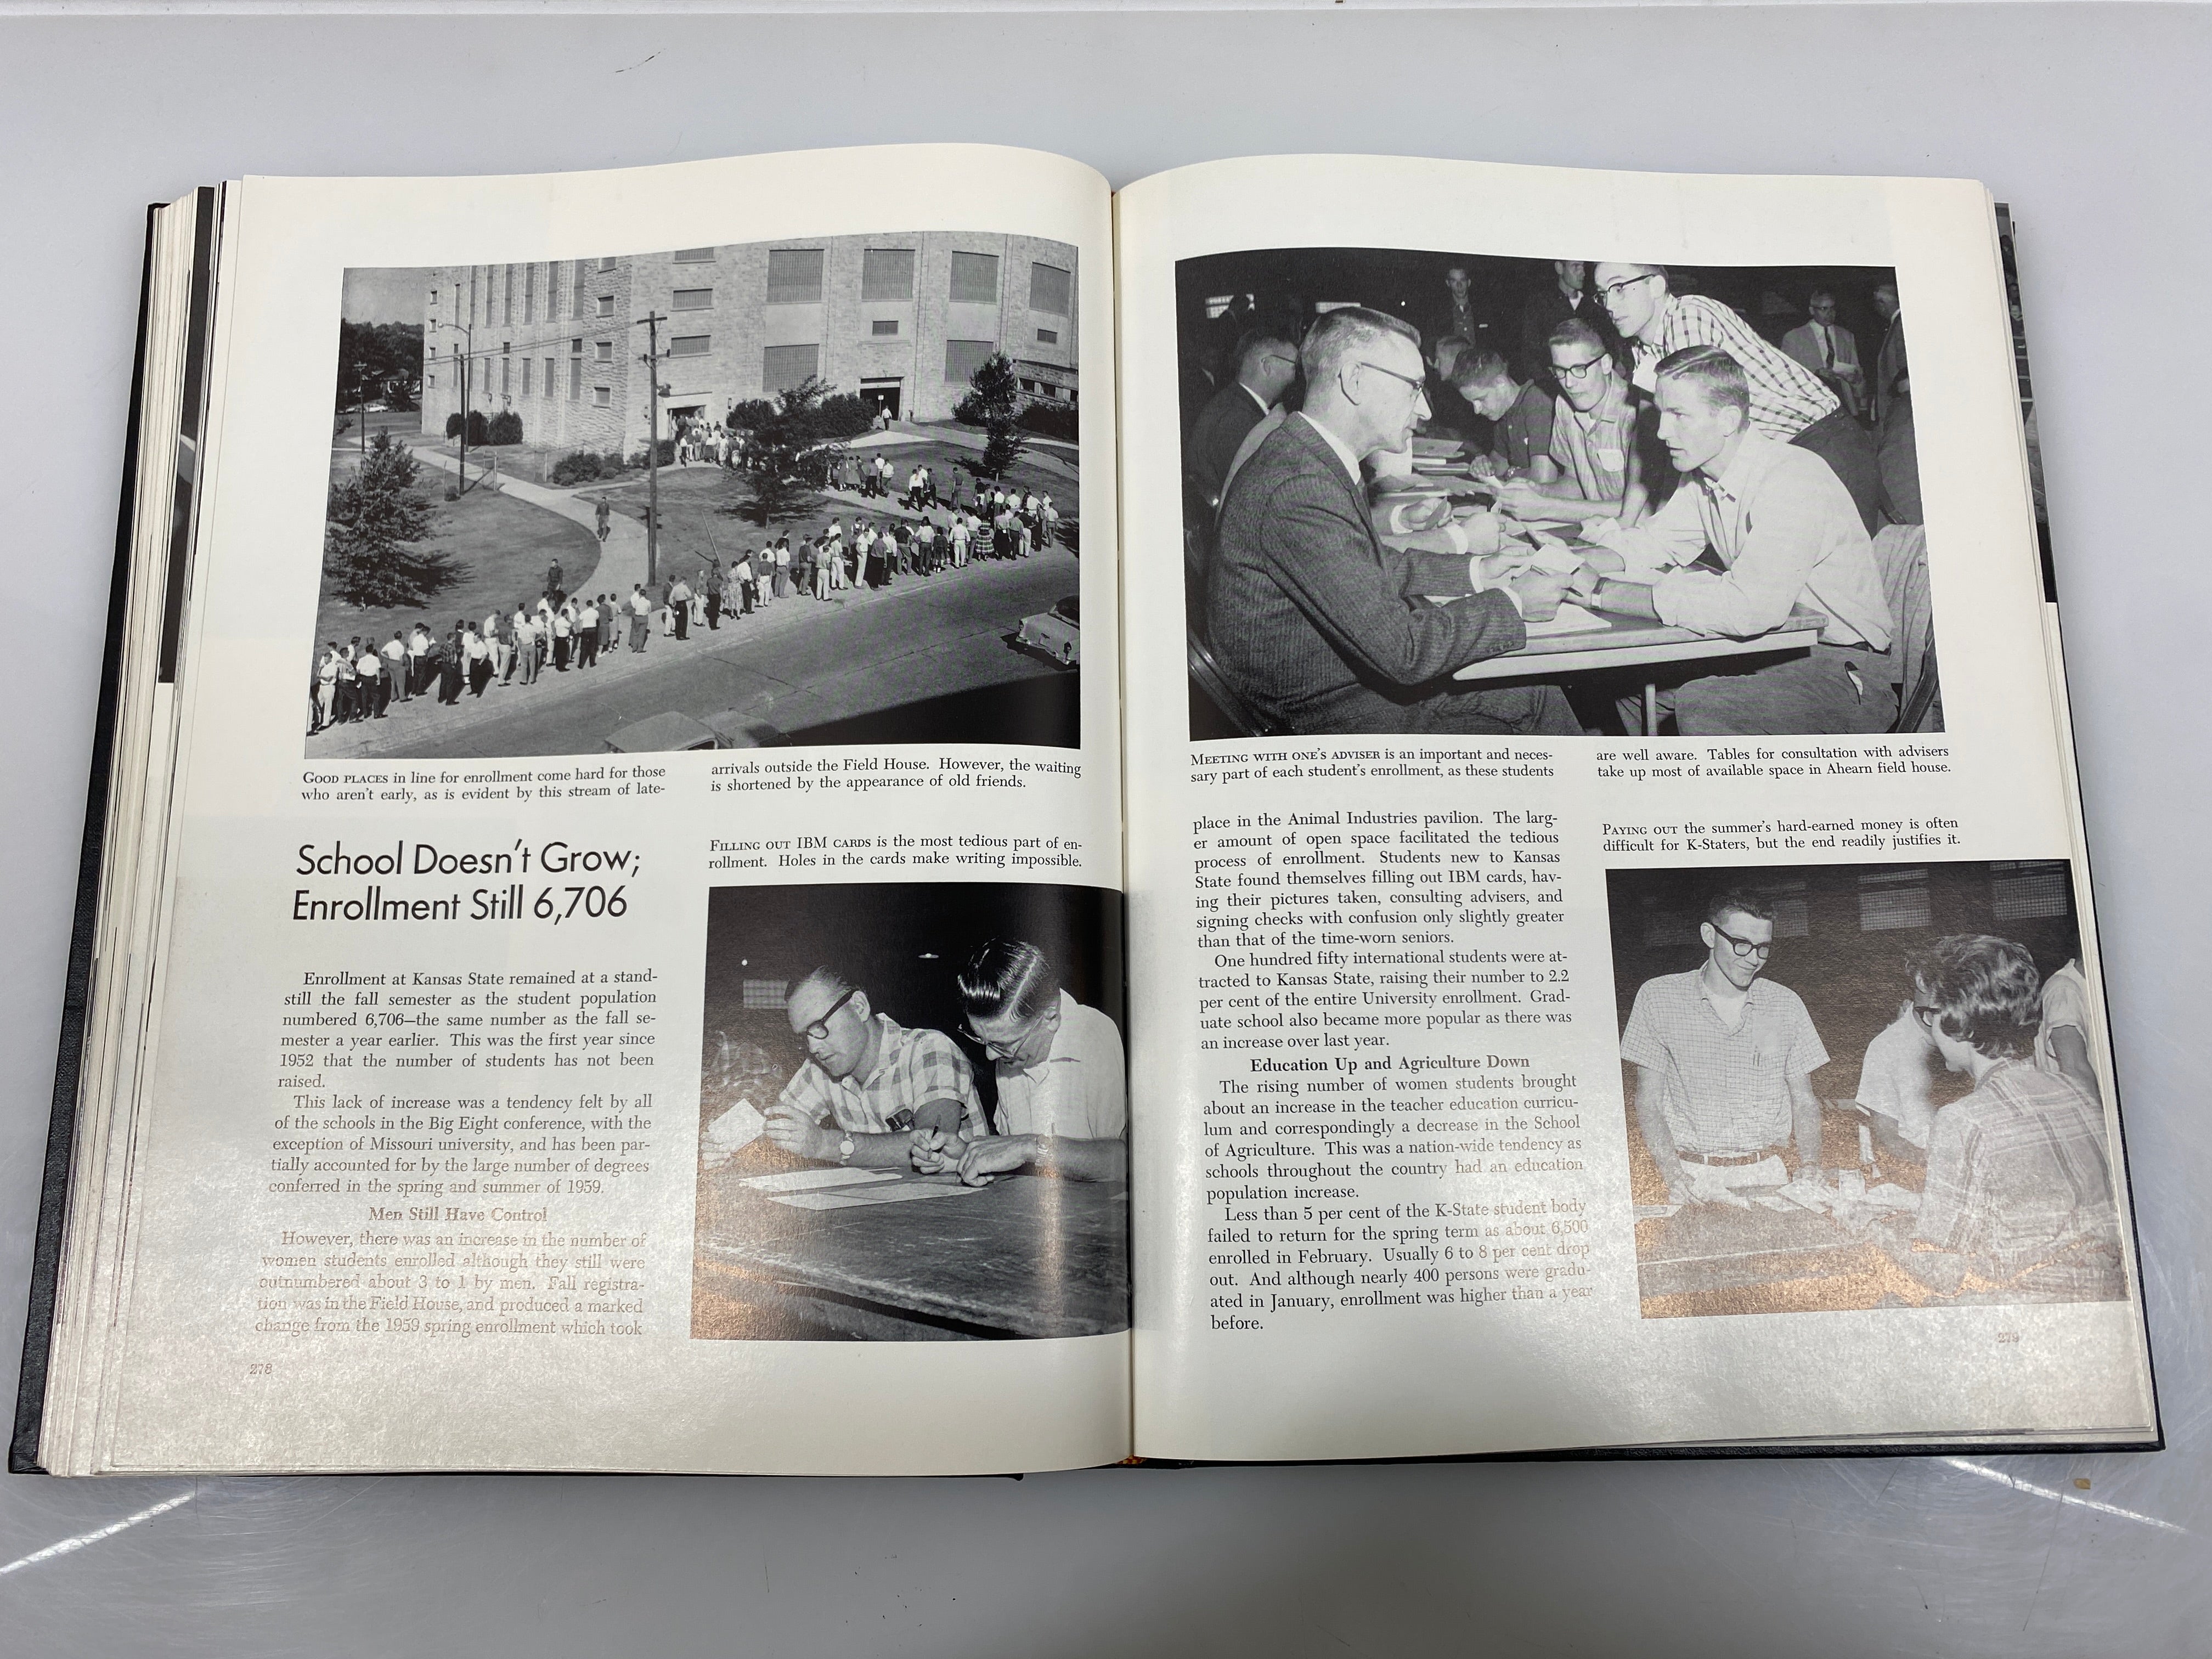 GOOD PLACES in line for enrollment come hard for those
who aren't early, as is evident by this stream of late-
arrivals outside the Field House. However, the waiting
is shortened by the appearance of old friends.
School Doesn't Grow;
Enrollment Still 6,706
Enrollment at Kansas State remained at a stand-
still the fall semester as the student population
numbered 6,706—the same number as the fall se-
mester a year earlier. This was the first year since
1952 that the number of students has not been
raised.
This lack of increase was a tendency felt by all
of the schools in the Big Eight conference, with the
exception of Missouri university, and has been par-
tially accounted for by the large number of degrees
conferred in the spring and summer of 1959.
Men Still Have Control
However, there was an increase in the number of
women students enrolled although they still were
outnumbered about 3 to 1 by men. Fall registra-
tion was in the Field House, and produced a marked
change from the 1959 spring enrollment which took
FILLING OUT IBM CARDS is the most tedious part of en-
rollment. Holes in the cards make writing impossible.
278
MEETING WITH ONE'S ADVISER is an important and neces-
sary part of each student's enrollment, as these students
are well aware. Tables for consultation with advisers
take up most of available space in Ahearn field house.
place in the Animal Industries pavilion. The larg-
er amount of open space facilitated the tedious
process of enrollment. Students new to Kansas
State found themselves filling out IBM cards, hav-
ing their pictures taken, consulting advisers, and
signing checks with confusion only slightly greater
than that of the time-worn seniors.
One hundred fifty international students were at-
tracted to Kansas State, raising their number to 2.2
per cent of the entire University enrollment. Grad-
uate school also became more popular as there was
an increase over last year.
Education Up and Agriculture Down
The rising number of women students brought
about an increase in the teacher education curricu-
lum and correspondingly a decrease in the School
of Agriculture. This was a nation-wide tendency as
schools throughout the country had an education
population increase.
Less than 5 per cent of the K-State student body
failed to return for the spring term as about 6,500
enrolled in February. Usually 6 to 8 per cent drop
out. And although nearly 400 persons were gradu-
ated in January, enrollment was higher than a year
before.
PAYING OUT the summer's hard-earned money is often
difficult for K-Staters, but the end readily justifies it.
279